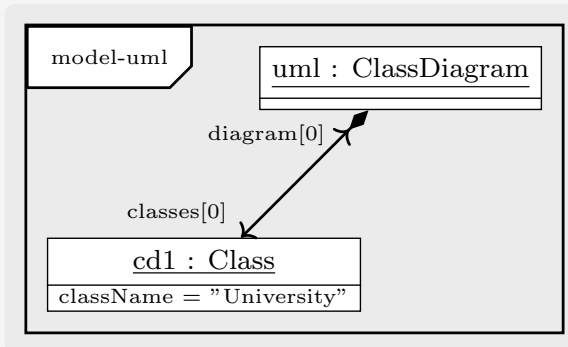 model-uml
uml : ClassDiagram
diagram[0]
classes[0]
cd1 : Class
className = ”University”